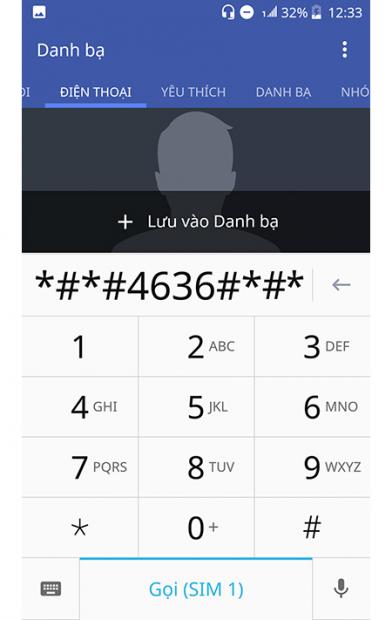 32% 12:33
Danh bạ
ĐI ĐIỆN THOẠI YÊU THÍCH DANH BẠ NHÓ
+ Lưu vào Danh bạ
*#*#4636#*#*
1 2 ABC 3 DEF
4 GHI 5 JKL 6 MNO
7 PQRS 8 TUV 9 WXYZ
* 0 + #
Gọi (SIM 1)